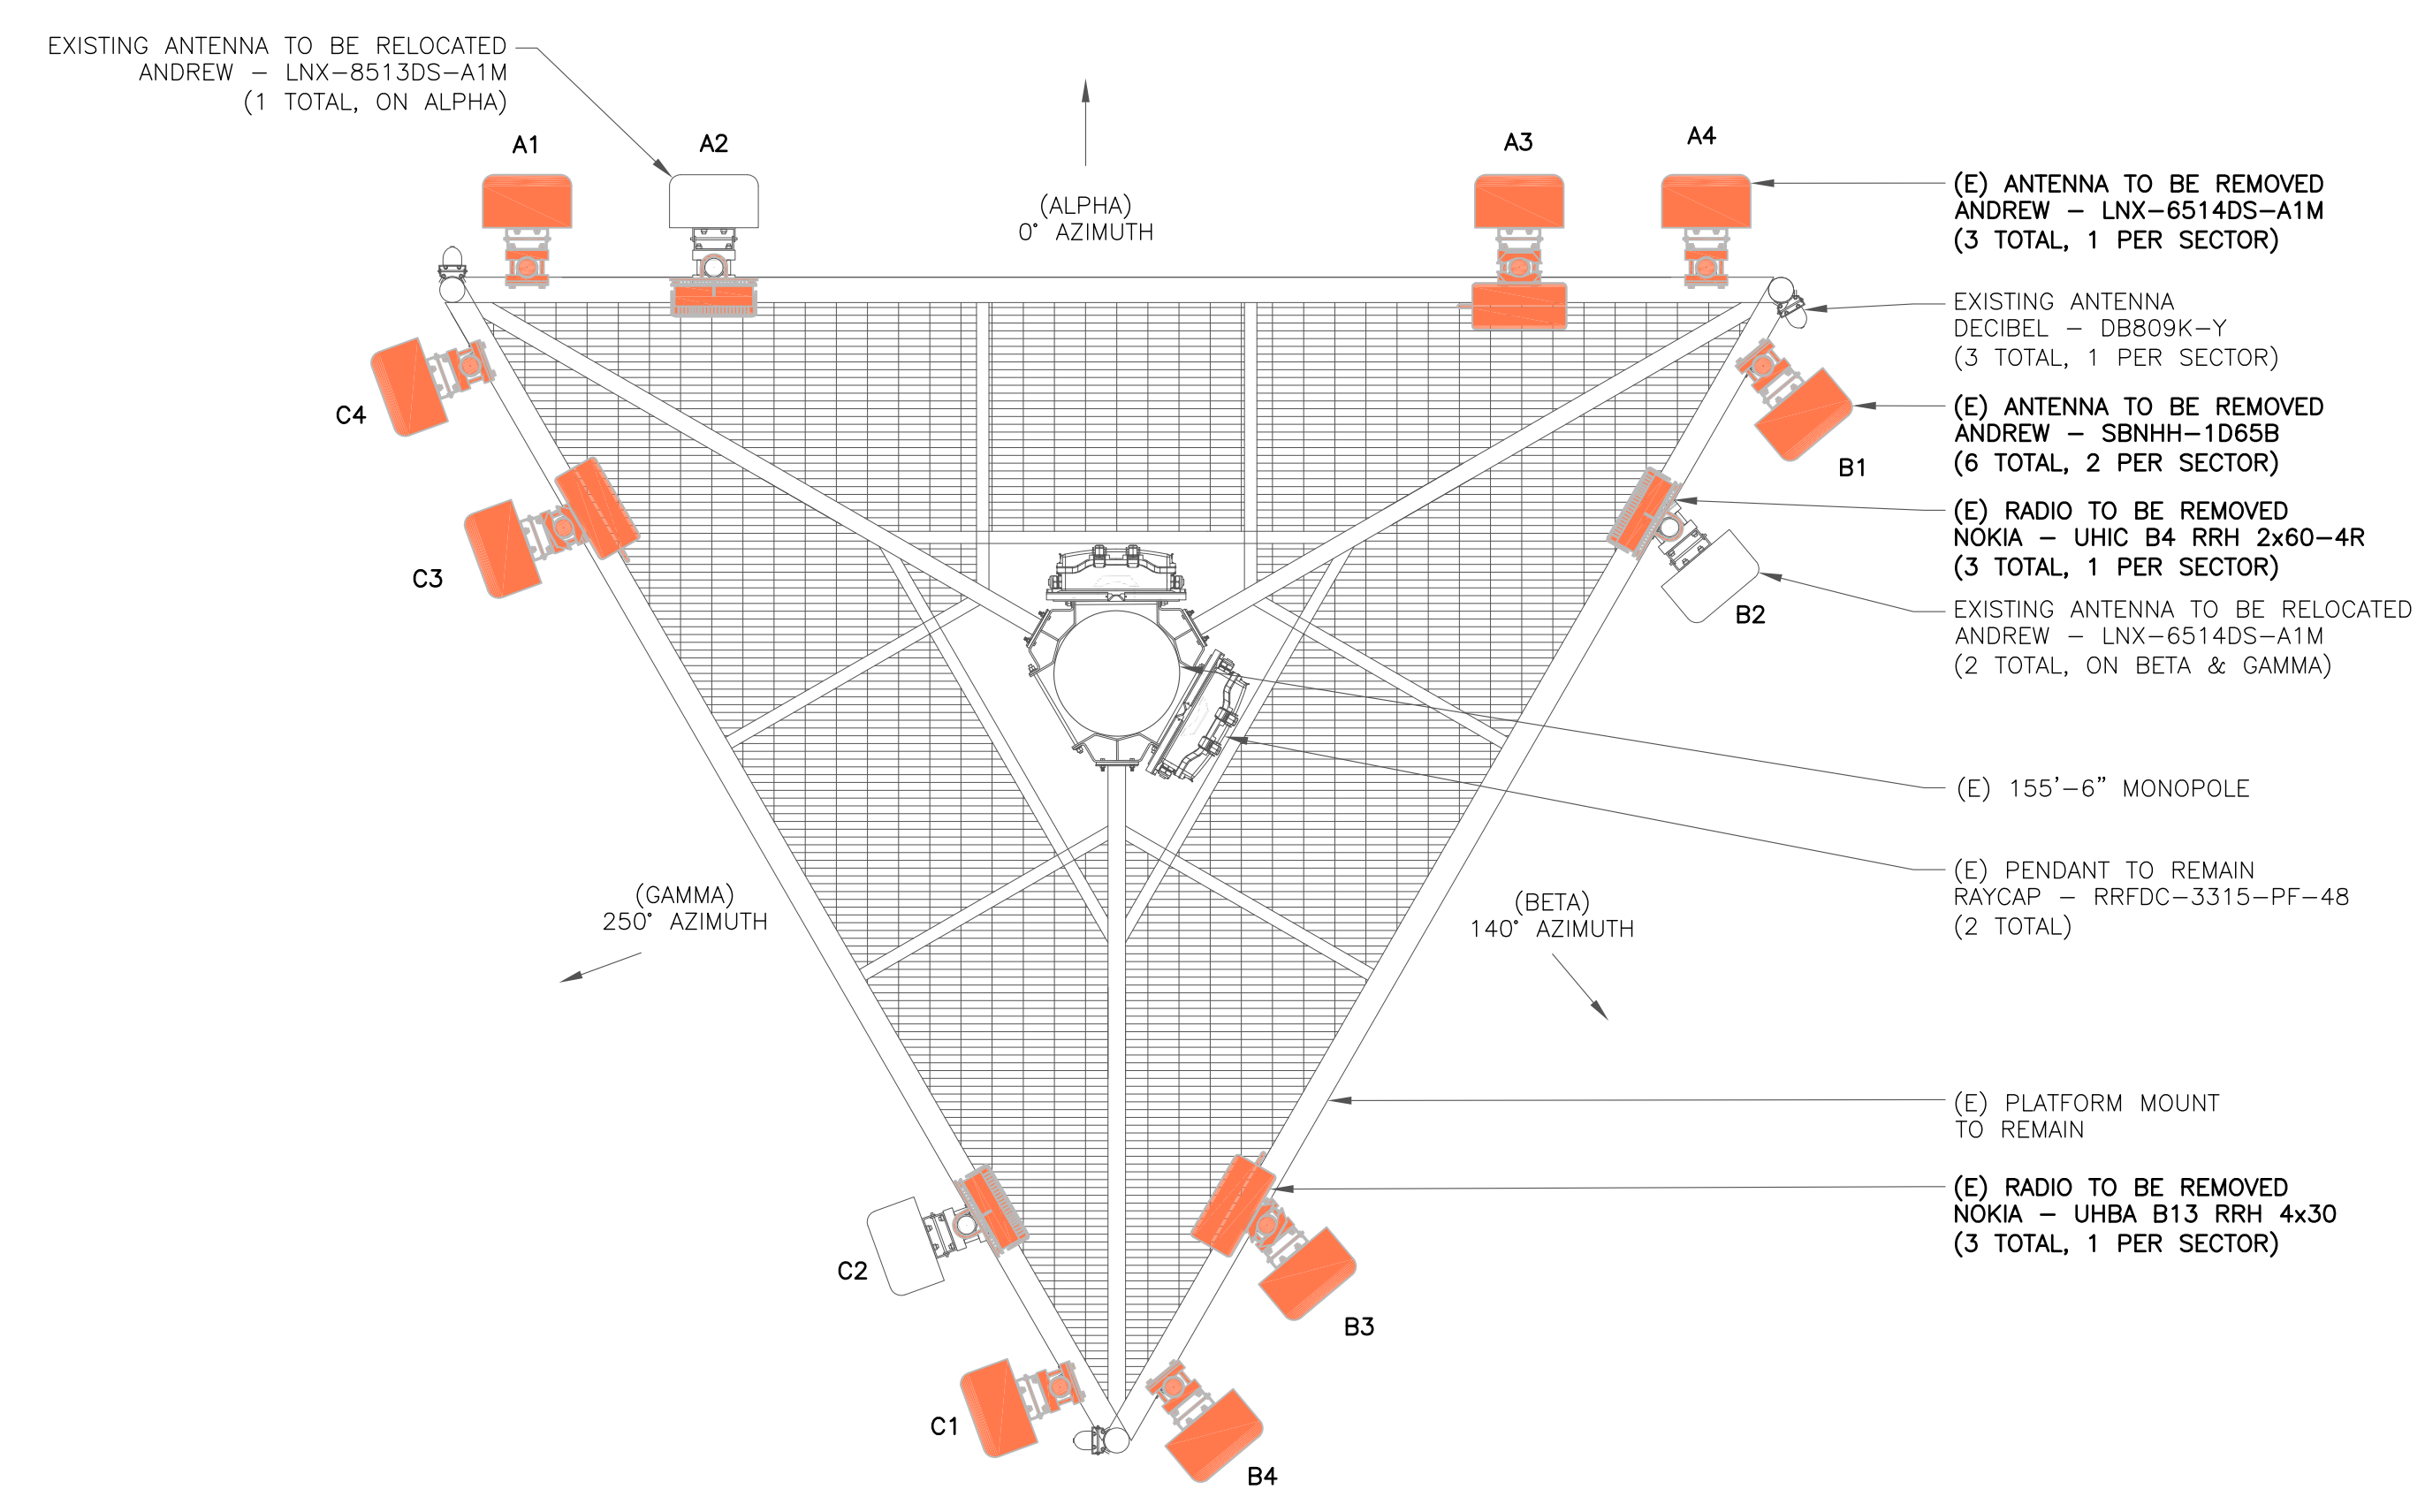 EXISTING ANTENNA TO BE RELOCATED
ANDREW - LNX-8513DS-A1M
(1 TOTAL, ON ALPHA)
A1
A2
A3
A4
(ALPHA)
0° AZIMUTH
(E) ANTENNA TO BE REMOVED
ANDREW - LNX-6514DS-A1M
(3 TOTAL, 1 PER SECTOR)
EXISTING ANTENNA
DECIBEL - DB809K-Y
(3 TOTAL, 1 PER SECTOR)
(E) ANTENNA TO BE REMOVED
ANDREW - SBNHH-1D65B
(6 TOTAL, 2 PER SECTOR)
C4
B1
(E) RADIO TO BE REMOVED
NOKIA - UHIC B4 RRH 2x60-4R
(3 TOTAL, 1 PER SECTOR)
C3
B2
EXISTING ANTENNA TO BE RELOCATED
ANDREW - LNX-6514DS-A1M
(2 TOTAL, ON BETA & GAMMA)
(E) 155'-6" MONOPOLE
(E) PENDANT TO REMAIN
RAYCAP - RRFDC-3315-PF-48
(2 TOTAL)
(GAMMA)
250° AZIMUTH
(BETA)
140° AZIMUTH
(E) PLATFORM MOUNT
TO REMAIN
(E) RADIO TO BE REMOVED
NOKIA - UHBA B13 RRH 4x30
(3 TOTAL, 1 PER SECTOR)
C2
B3
C1
B4